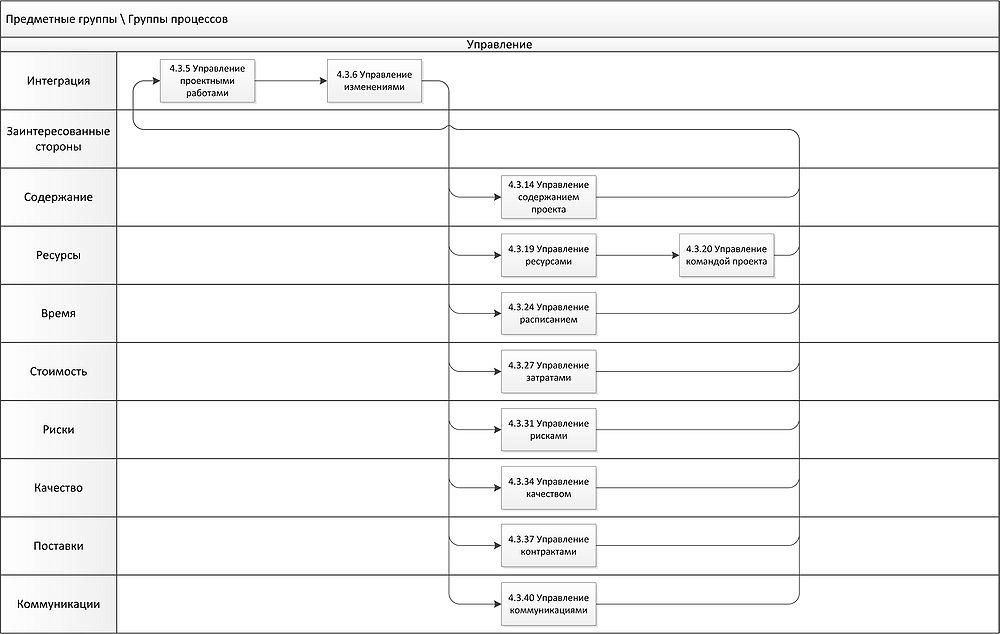 Предметные группы \ Группы процессов
Управление
Интеграция
4.3.5 Управление
проектными
работами
4.3.6 Управление
изменениями
Заинтересованные
стороны
Содержание
4.3.14 Управление
содержанием
проекта
Ресурсы
4.3.19 Управление
ресурсами
4.3.20 Управление
командой проекта
Время
4.3.24 Управление
расписанием
Стоимость
4.3.27 Управление
затратами
Риски
4.3.31 Управление
рисками
Качество
4.3.34 Управление
качеством
Поставки
4.3.37 Управление
контрактами
Коммуникации
4.3.40 Управление
коммуникациями